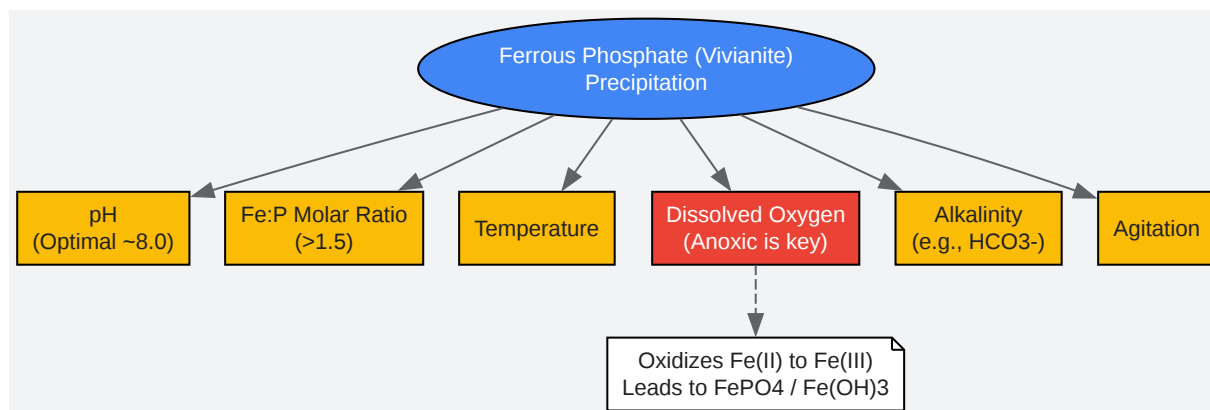 Ferrous Phosphate (Vivianite)
Precipitation
pH
(Optimal ~8.0)
Fe:P Molar Ratio
(>1.5)
Temperature
Dissolved Oxygen
(Anoxic is key)
Alkalinity
(e.g., HCO3-)
Agitation
Oxidizes Fe(II) to Fe(III)
Leads to FePO4 / Fe(OH)3